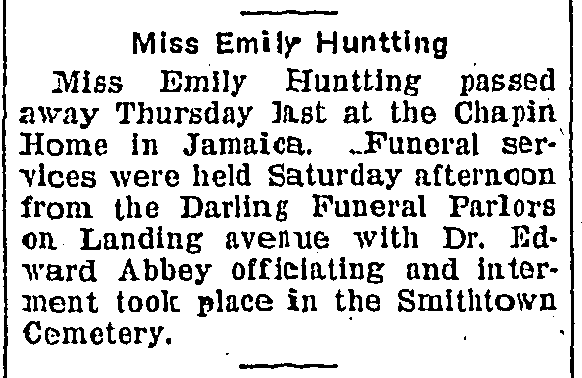 Miss Emily Huntting
Miss Emily Huntting passed
away Thursday last at the Chapin
Home in Jamaica. Funeral ser-
vices were held Saturday afternoon
from the Darling Funeral Parlors
on Landing avenue with Dr. Ed-
ward Abbey officiating and inter-
ment took place in the Smithtown
Cemetery.